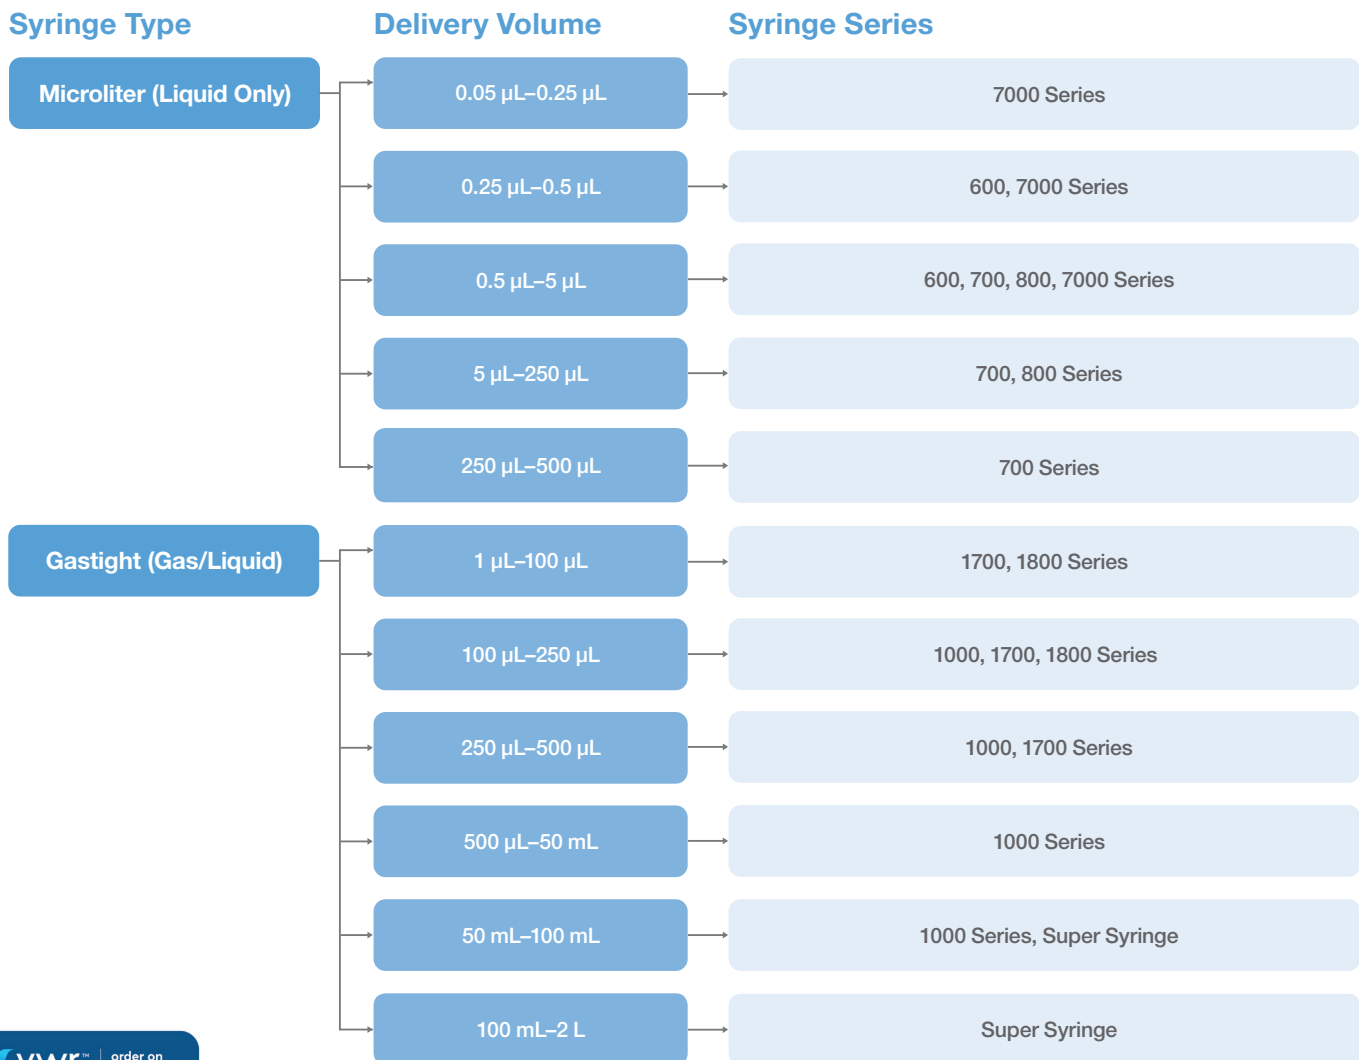 Syringe Type Delivery Volume Syringe Series
Microliter (Liquid Only) 0.05 µL–0.25 µL 7000 Series
0.25 µL–0.5 µL 600, 7000 Series
0.5 µL–5 µL 600, 700, 800, 7000 Series
5 µL–250 µL 700, 800 Series
250 µL–500 µL 700 Series
Gastight (Gas/Liquid) 1 µL–100 µL 1700, 1800 Series
100 µL–250 µL 1000, 1700, 1800 Series
250 µL–500 µL 1000, 1700 Series
500 µL–50 mL 1000 Series
50 mL–100 mL 1000 Series, Super Syringe
100 mL–2 L Super Syringe
vwr™ order on